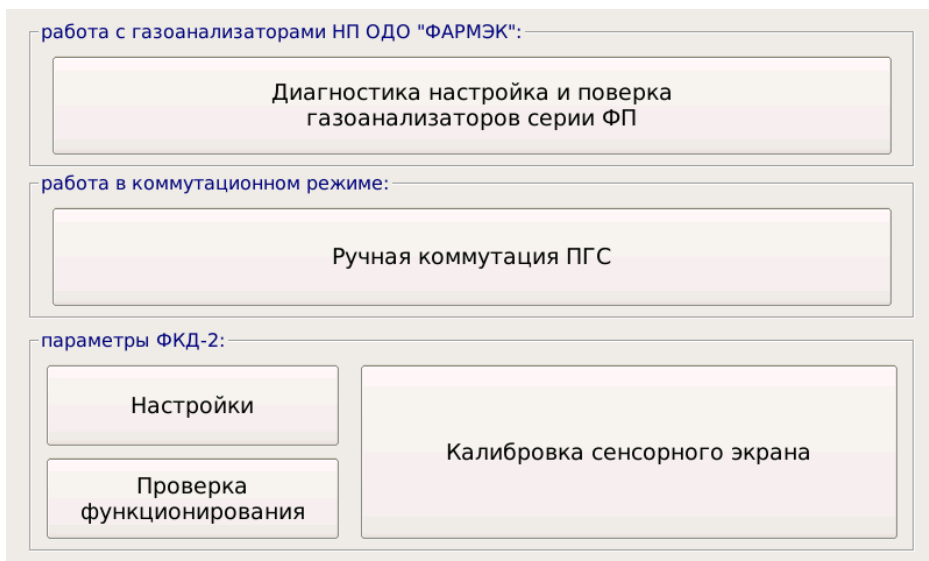 работа с газоанализаторами НП ОДО "ФАРМЭК":
Диагностика настройка и поверка
газоанализаторов серии ФП
работа в коммутационном режиме:
Ручная коммутация ПГС
параметры ФКД-2:
Настройки
Проверка
функционирования
Калибровка сенсорного экрана